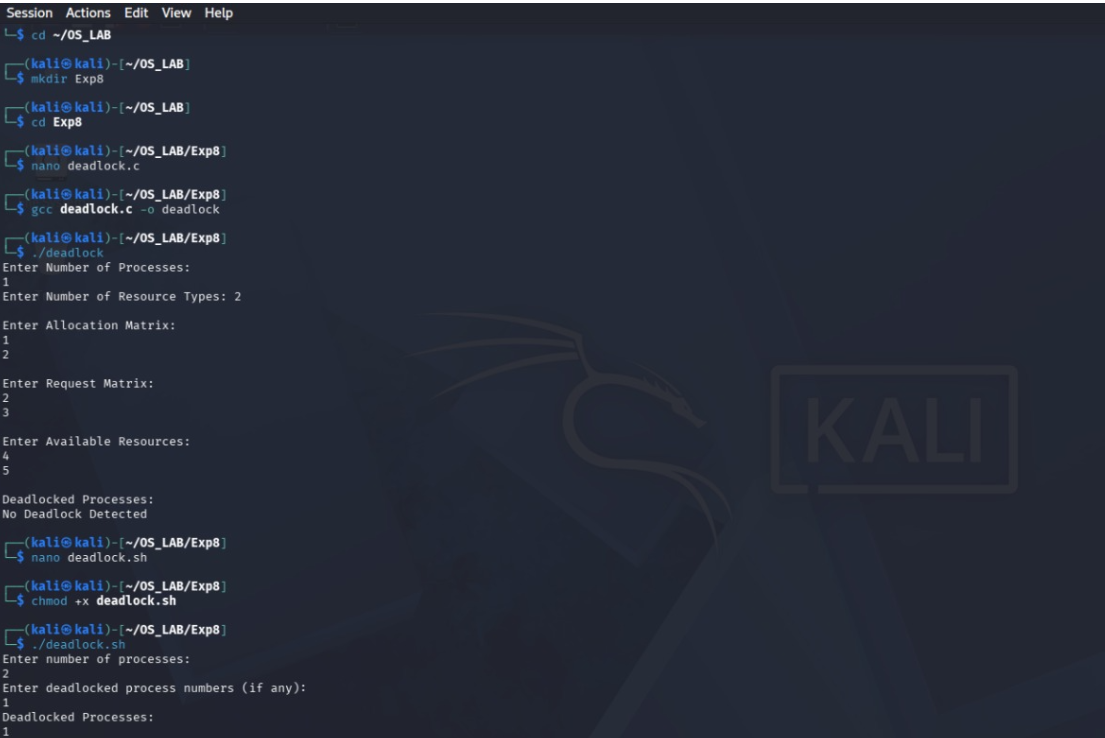 Session Actions Edit View Help
└─$ cd ~/OS_LAB
┌──(kali㉿kali)-[~/OS_LAB]
└─$ mkdir Exp8
┌──(kali㉿kali)-[~/OS_LAB]
└─$ cd Exp8
┌──(kali㉿kali)-[~/OS_LAB/Exp8]
└─$ nano deadlock.c
┌──(kali㉿kali)-[~/OS_LAB/Exp8]
└─$ gcc deadlock.c -o deadlock
┌──(kali㉿kali)-[~/OS_LAB/Exp8]
└─$ ./deadlock
Enter Number of Processes:
1
Enter Number of Resource Types: 2
Enter Allocation Matrix:
1
2
Enter Request Matrix:
2
3
Enter Available Resources:
4
5
Deadlocked Processes:
No Deadlock Detected
┌──(kali㉿kali)-[~/OS_LAB/Exp8]
└─$ nano deadlock.sh
┌──(kali㉿kali)-[~/OS_LAB/Exp8]
└─$ chmod +x deadlock.sh
┌──(kali㉿kali)-[~/OS_LAB/Exp8]
└─$ ./deadlock.sh
Enter number of processes:
2
Enter deadlocked process numbers (if any):
1
Deadlocked Processes:
1
KALI